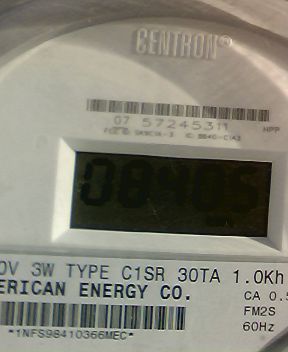 CENTRON®
07 57245311
HPP
0V 3W TYPE C1SR 30TA 1.0Kh
ERICAN ENERGY CO.
CA 0.5
FM2S
60Hz
*1NFS98410366MEC*